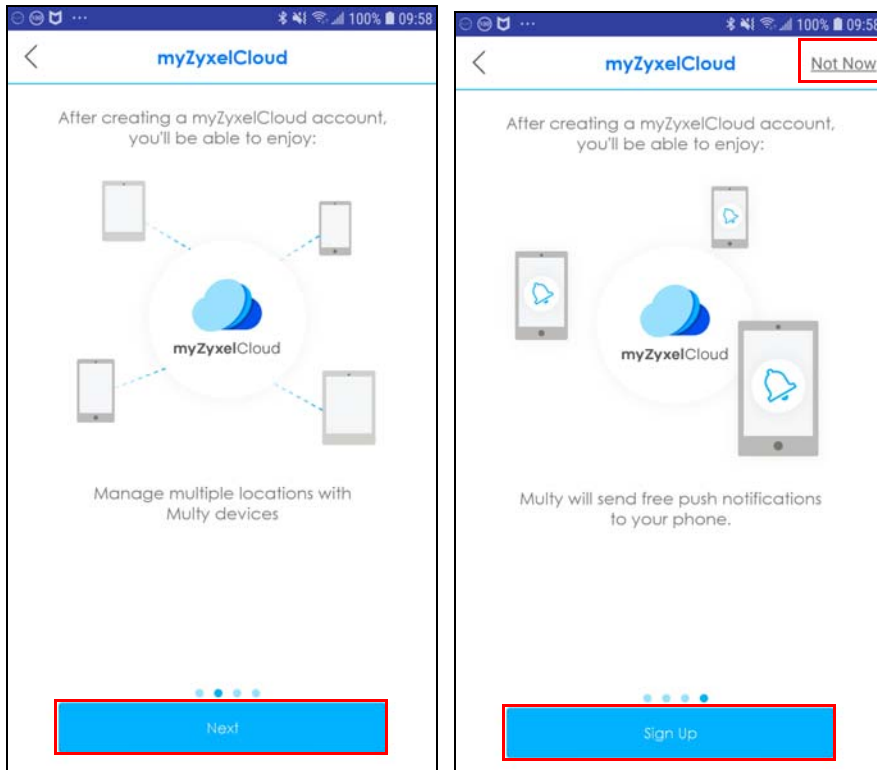 100% 09:58
myZyxelCloud
After creating a myZyxelCloud account,
you'll be able to enjoy:
myZyxelCloud
Manage multiple locations with
Multy devices
Next
100% 09:58
myZyxelCloud
Not Now
After creating a myZyxelCloud account,
you'll be able to enjoy:
myZyxelCloud
Multy will send free push notifications
to your phone.
Sign Up